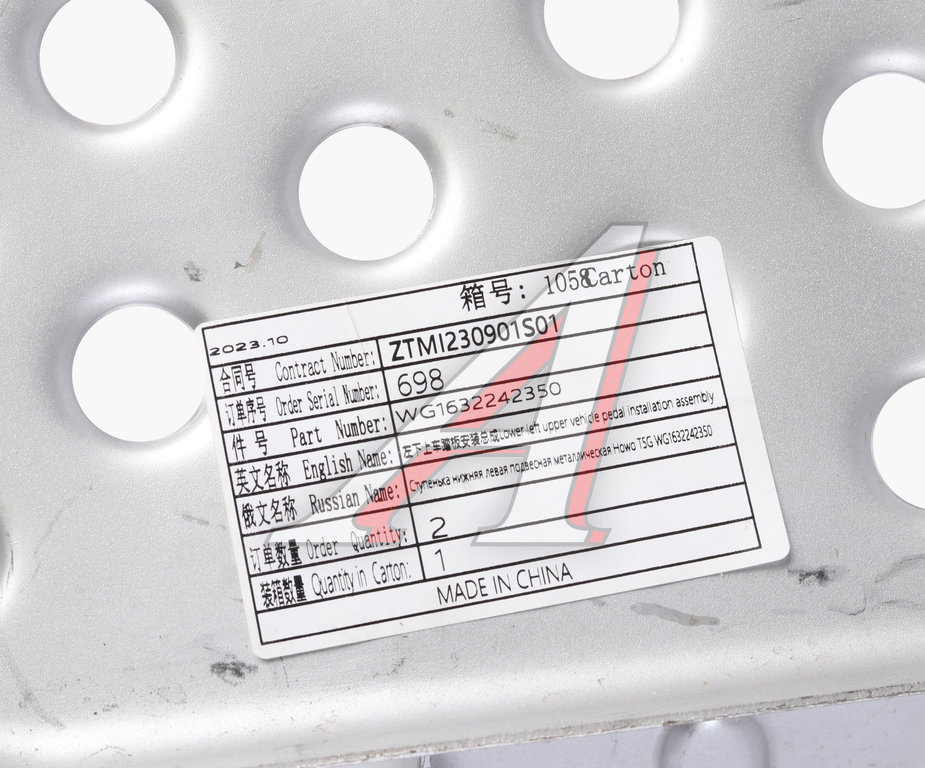 箱号: 1058Carton
2023.10
合同号 Contract Number: ZTMI230901S01
订单序号 Order Serial Number: 698
件号 Part Number: WG1632242350
英文名称 English Name: 左下上车踏板安装总成Lower left upper vehicle pedal installation assembly
俄文名称 Russian Name: Ступенька нижняя левая подвесная металлическая Howo T5G WG1632242350
订单数量 Order Quantity: 2
装箱数量 Quantity in Carton: 1
MADE IN CHINA